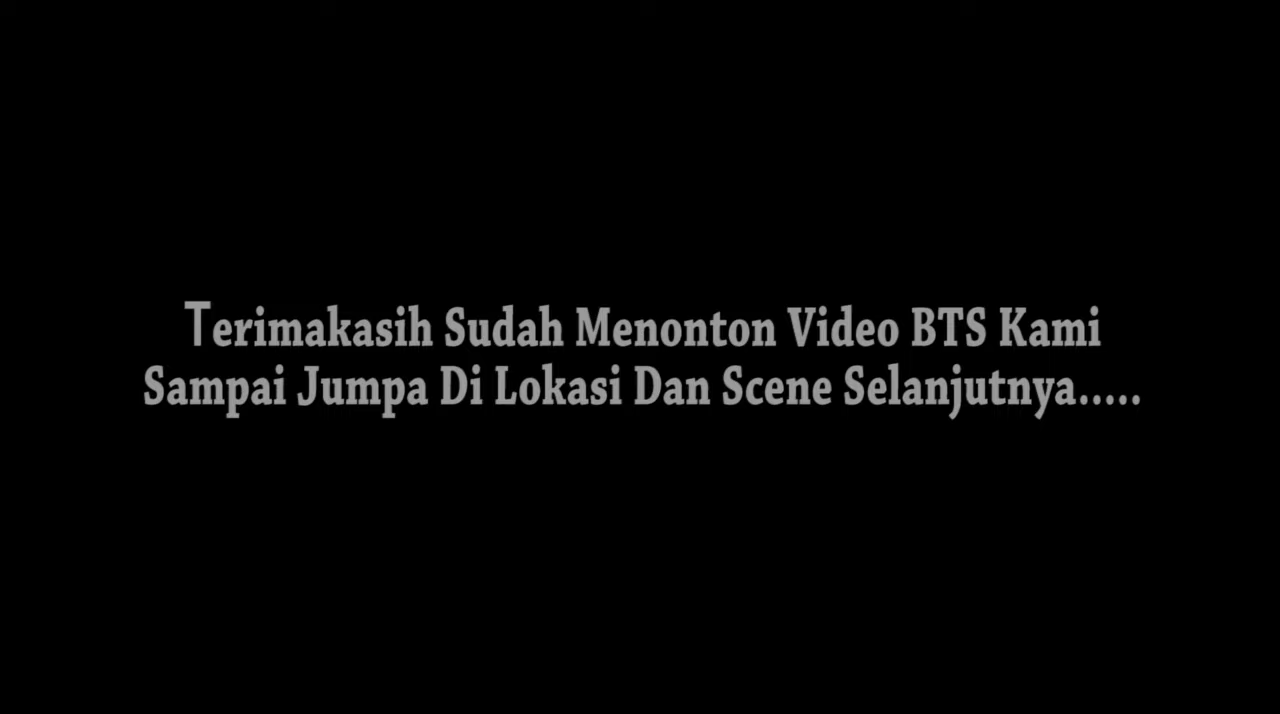 Terimakasih Sudah Menonton Video BTS Kami
Sampai Jumpa Di Lokasi Dan Scene Selanjutnya.....